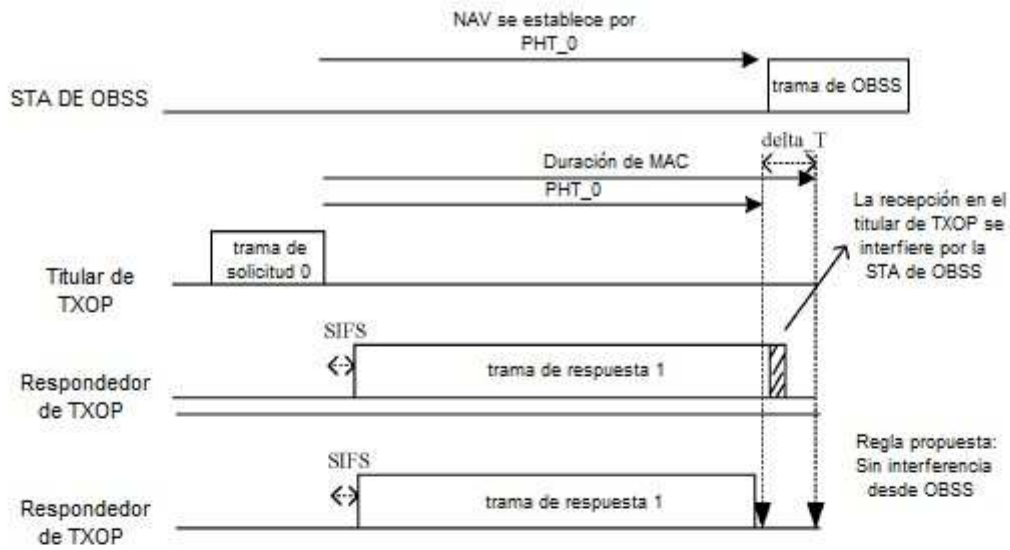 NAV se establece por
PHT_0
STA DE OBSS
trama de OBSS
delta_T
Duración de MAC
PHT_0
La recepción en el
titular de TXOP se
interfiere por la
STA de OBSS
trama de
solicitud 0
Titular de
TXOP
SIFS
trama de respuesta 1
Respondedor
de TXOP
Regla propuesta:
Sin interferencia
desde OBSS
SIFS
trama de respuesta 1
Respondedor
de TXOP